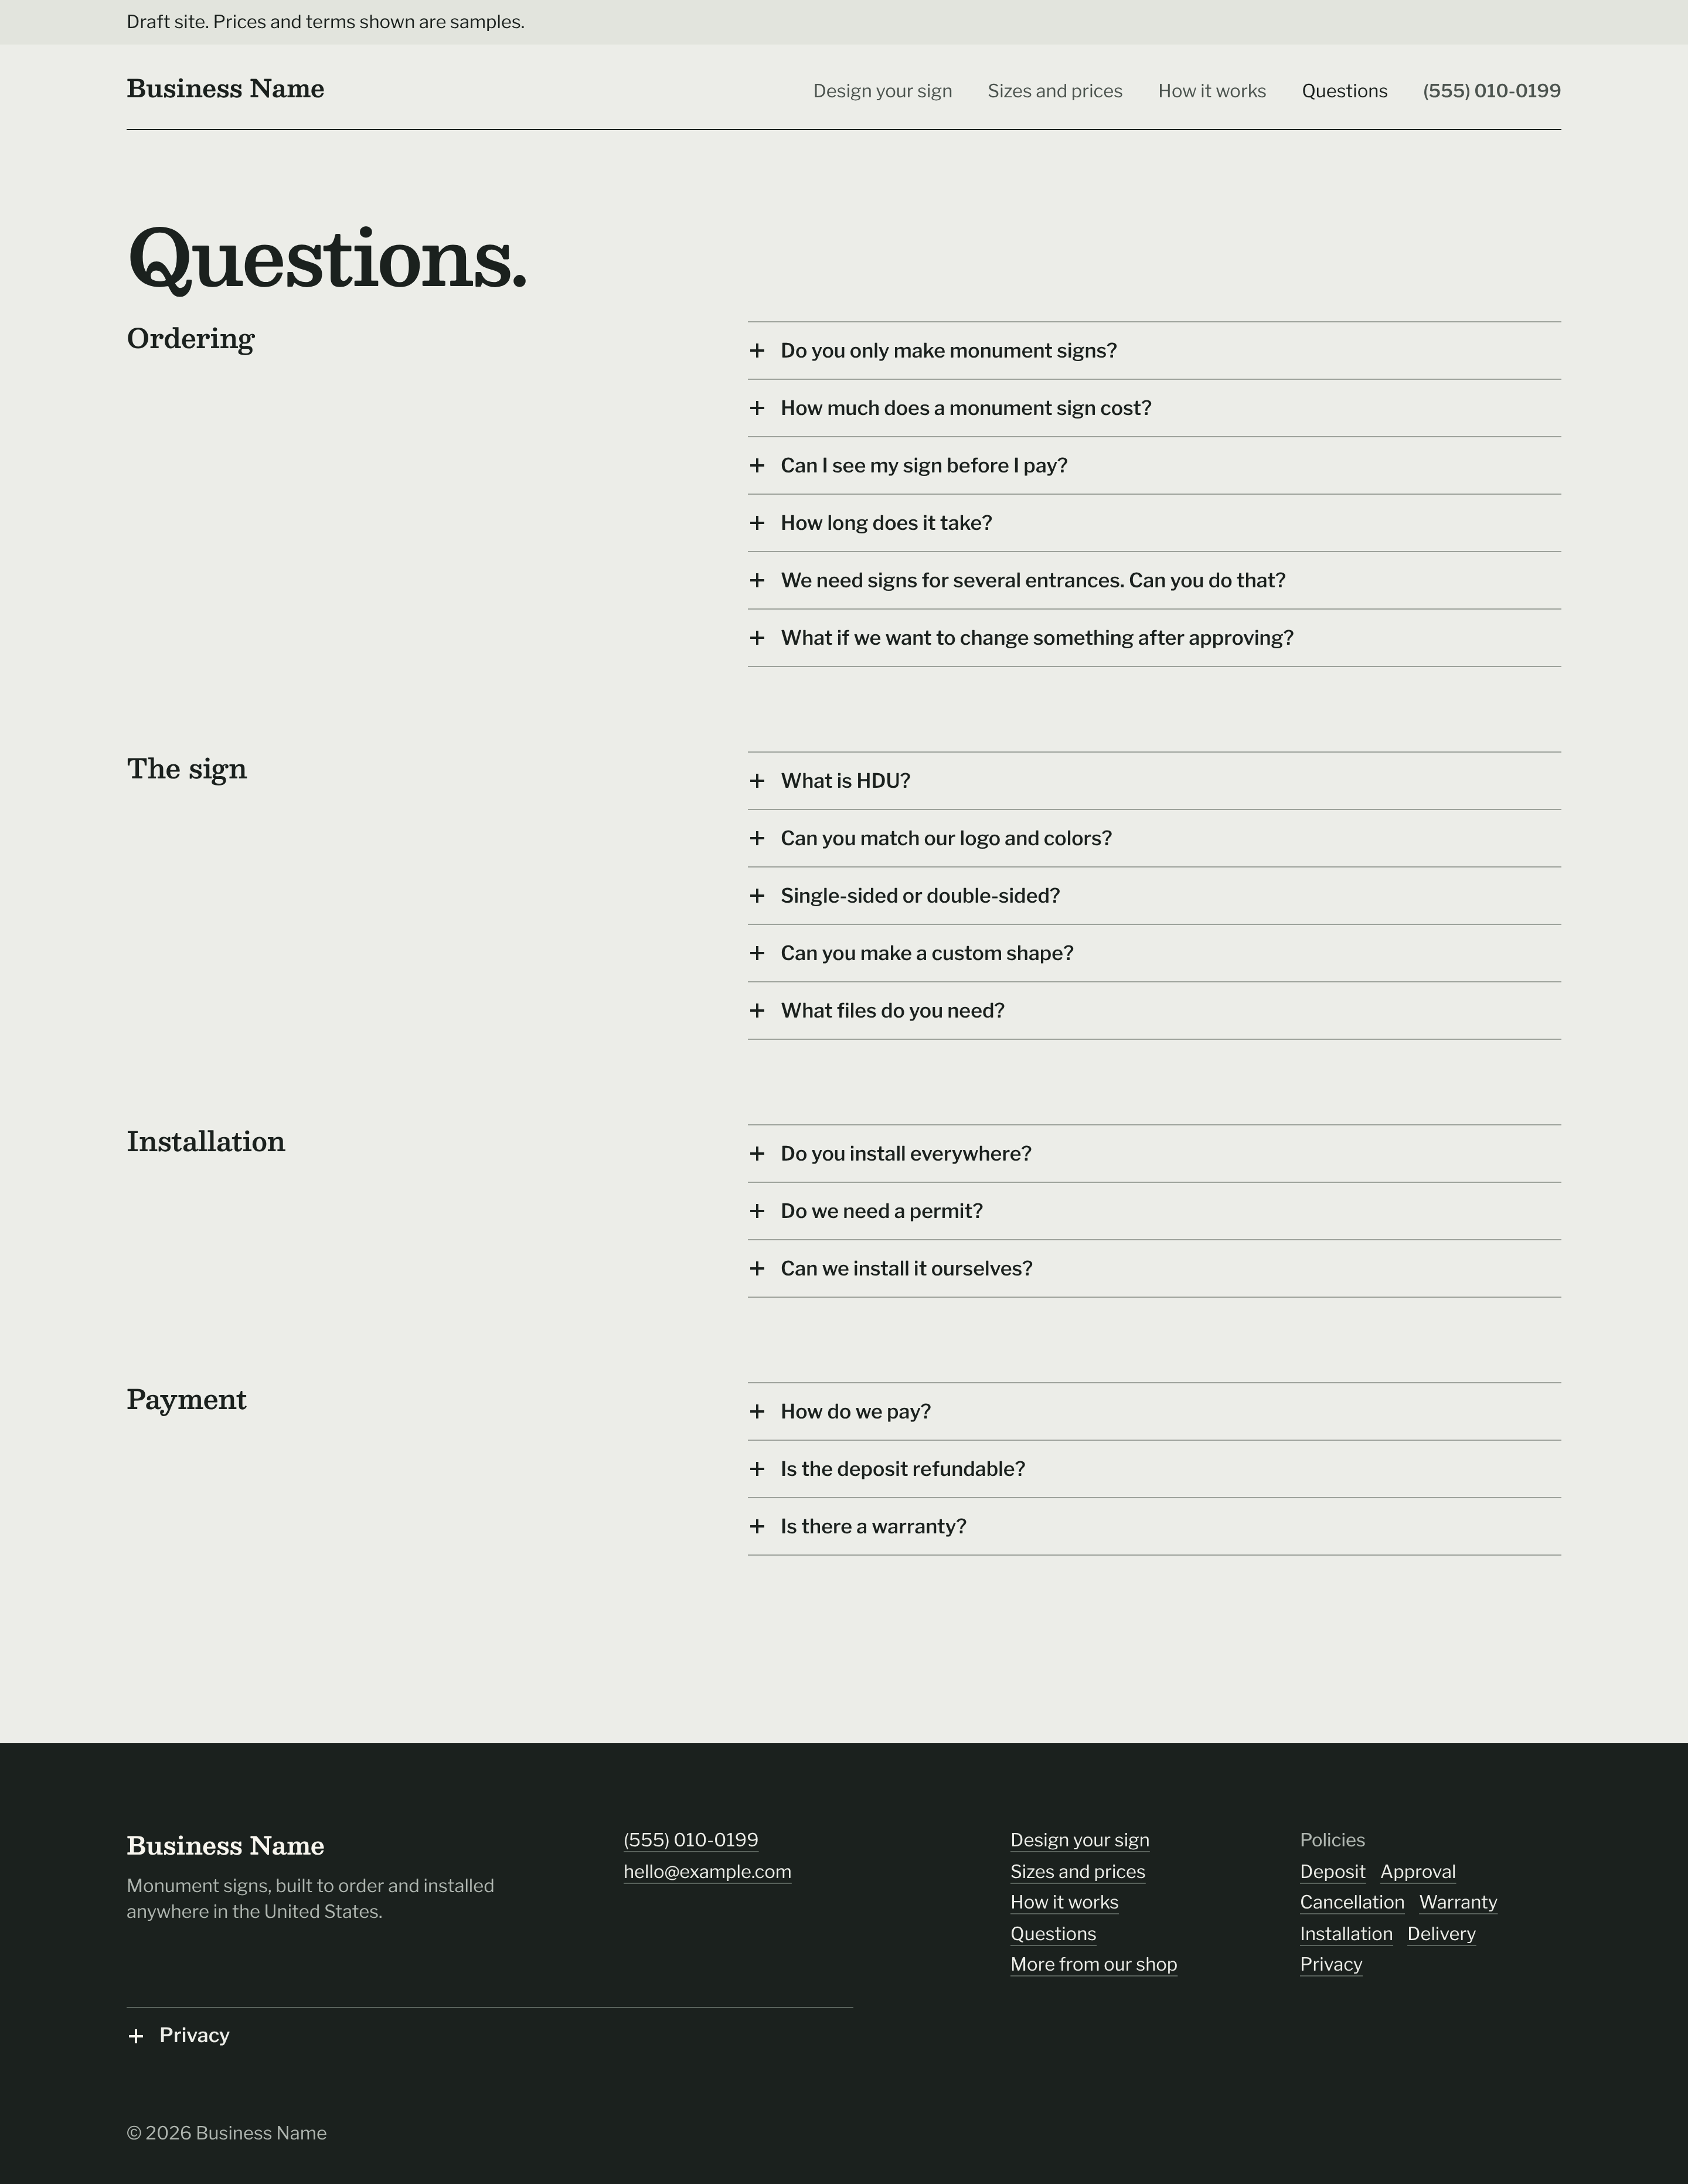 Draft site. Prices and terms shown are samples.
Business Name
Design your sign
Sizes and prices
How it works
Questions
(555) 010-0199
Questions.
Ordering
+ Do you only make monument signs?
+ How much does a monument sign cost?
+ Can I see my sign before I pay?
+ How long does it take?
+ We need signs for several entrances. Can you do that?
+ What if we want to change something after approving?
The sign
+ What is HDU?
+ Can you match our logo and colors?
+ Single-sided or double-sided?
+ Can you make a custom shape?
+ What files do you need?
Installation
+ Do you install everywhere?
+ Do we need a permit?
+ Can we install it ourselves?
Payment
+ How do we pay?
+ Is the deposit refundable?
+ Is there a warranty?
Business Name
Monument signs, built to order and installed
anywhere in the United States.
(555) 010-0199
hello@example.com
Design your sign
Sizes and prices
How it works
Questions
More from our shop
Policies
Deposit Approval
Cancellation Warranty
Installation Delivery
Privacy
+ Privacy
© 2026 Business Name